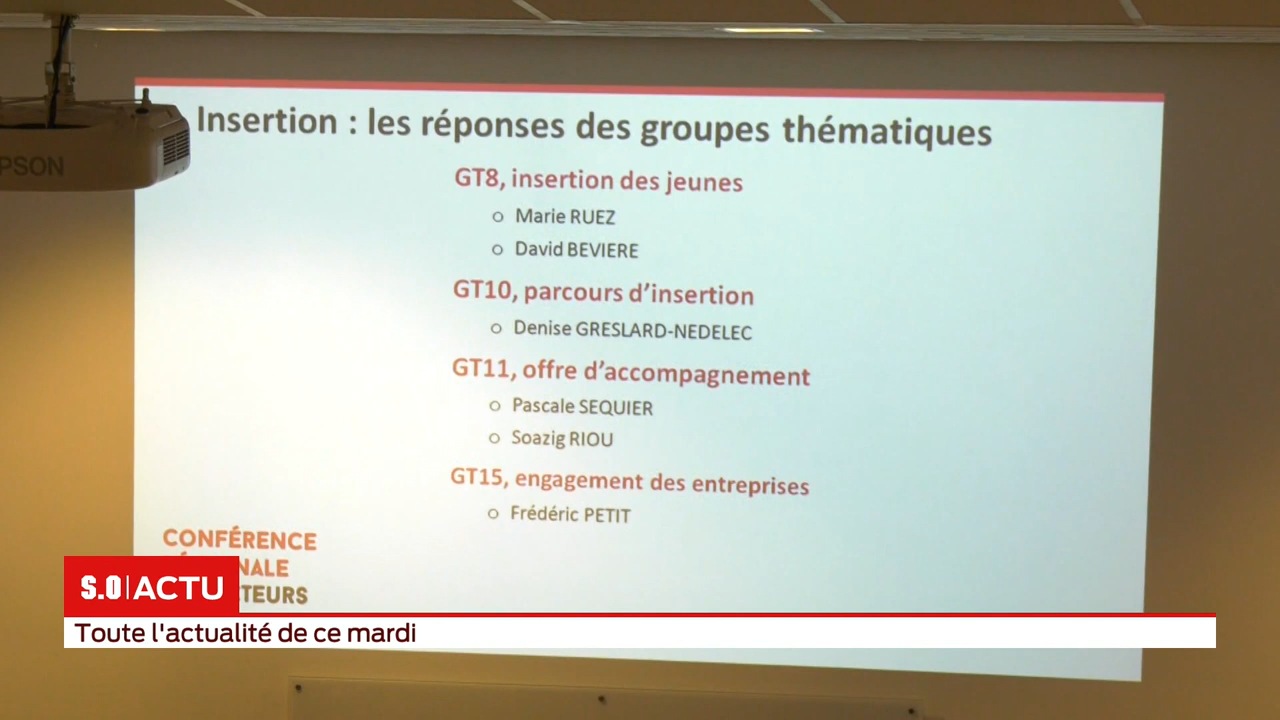 Insertion : les réponses des groupes thématiques
PSON
GT8, insertion des jeunes
o Marie RUEZ
o David BEVIERE
GT10, parcours d'insertion
o Denise GRESLARD-NEDELEC
GT11, offre d'accompagnement
o Pascale SEQUIER
o Soazig RIOU
GT15, engagement des entreprises
o Frédéric PETIT
CONFÉRENCE
NALE
TEURS
S.O|ACTU
Toute l'actualité de ce mardi